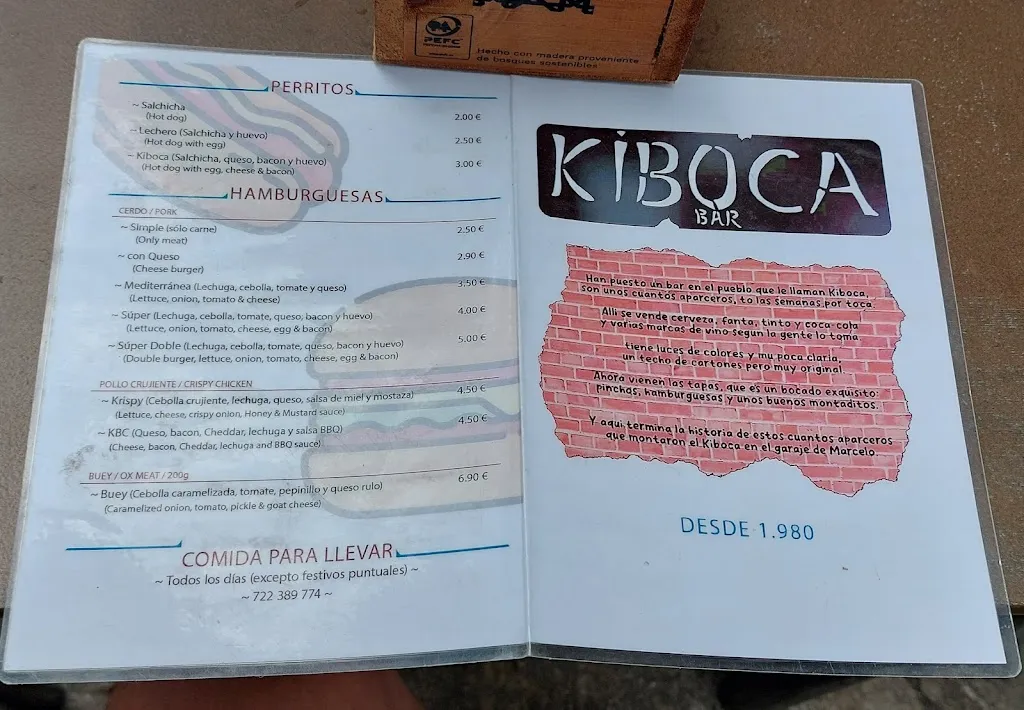 PEFC
Hecho con madera proveniente
de bosques sostenibles
PERRITOS
~ Salchicha 2.00 €
(Hot dog)
~ Lechero (Salchicha y huevo) 2.50 €
(Hot dog with egg)
~ Kiboca (Salchicha, queso, bacon y huevo) 3.00 €
(Hot dog with egg, cheese & bacon)
HAMBURGUESAS
CERDO / PORK
~ Simple (sólo carne) 2.50 €
(Only meat)
~ con Queso 2.90 €
(Cheese burger)
~ Mediterránea (Lechuga, cebolla, tomate y queso) 3,50 €
(Lettuce, onion, tomato & cheese)
~ Súper (Lechuga, cebolla, tomate, queso, bacon y huevo) 4.00 €
(Lettuce, onion, tomato, cheese, egg & bacon)
~ Súper Doble (Lechuga, cebolla, tomate, queso, bacon y huevo) 5.00 €
(Double burger, lettuce, onion, tomato, cheese, egg & bacon)
POLLO CRUJIENTE / CRISPY CHICKEN
~ Krispy (Cebolla crujiente, lechuga, queso, salsa de miel y mostaza) 4,50 €
(Lettuce, cheese, crispy onion, Honey & Mustard sauce)
~ KBC (Queso, bacon, Cheddar, lechuga y salsa BBQ) 4,50 €
(Cheese, bacon, Cheddar, lechuga and BBQ sauce)
BUEY / OX MEAT / 200g
~ Buey (Cebolla caramelizada, tomate, pepinillo y queso rulo) 6.90 €
(Caramelized onion, tomato, pickle & goat cheese)
COMIDA PARA LLEVAR
~ Todos los días (excepto festivos puntuales) ~
~ 722 389 774 ~
KIBOCA
BAR
Han puesto un bar en el pueblo que le llaman Kiboca,
son unos cuantos aparceros, to las semanas por toca.
Alli se vende cerveza, fanta, tinto y coca-cola
y varias marcas de vino segun la gente lo toma.
tiene luces de colores y mu poca claria,
un techo de cartones pero muy original.
Ahora vienen las tapas, que es un bocado exquisito:
pinchos, hamburguesas y unos buenos montaditos.
Y aqui termina la historia de estos cuantos aparceros
que montaron el Kiboca en el garaje de Marcelo.
DESDE 1.980